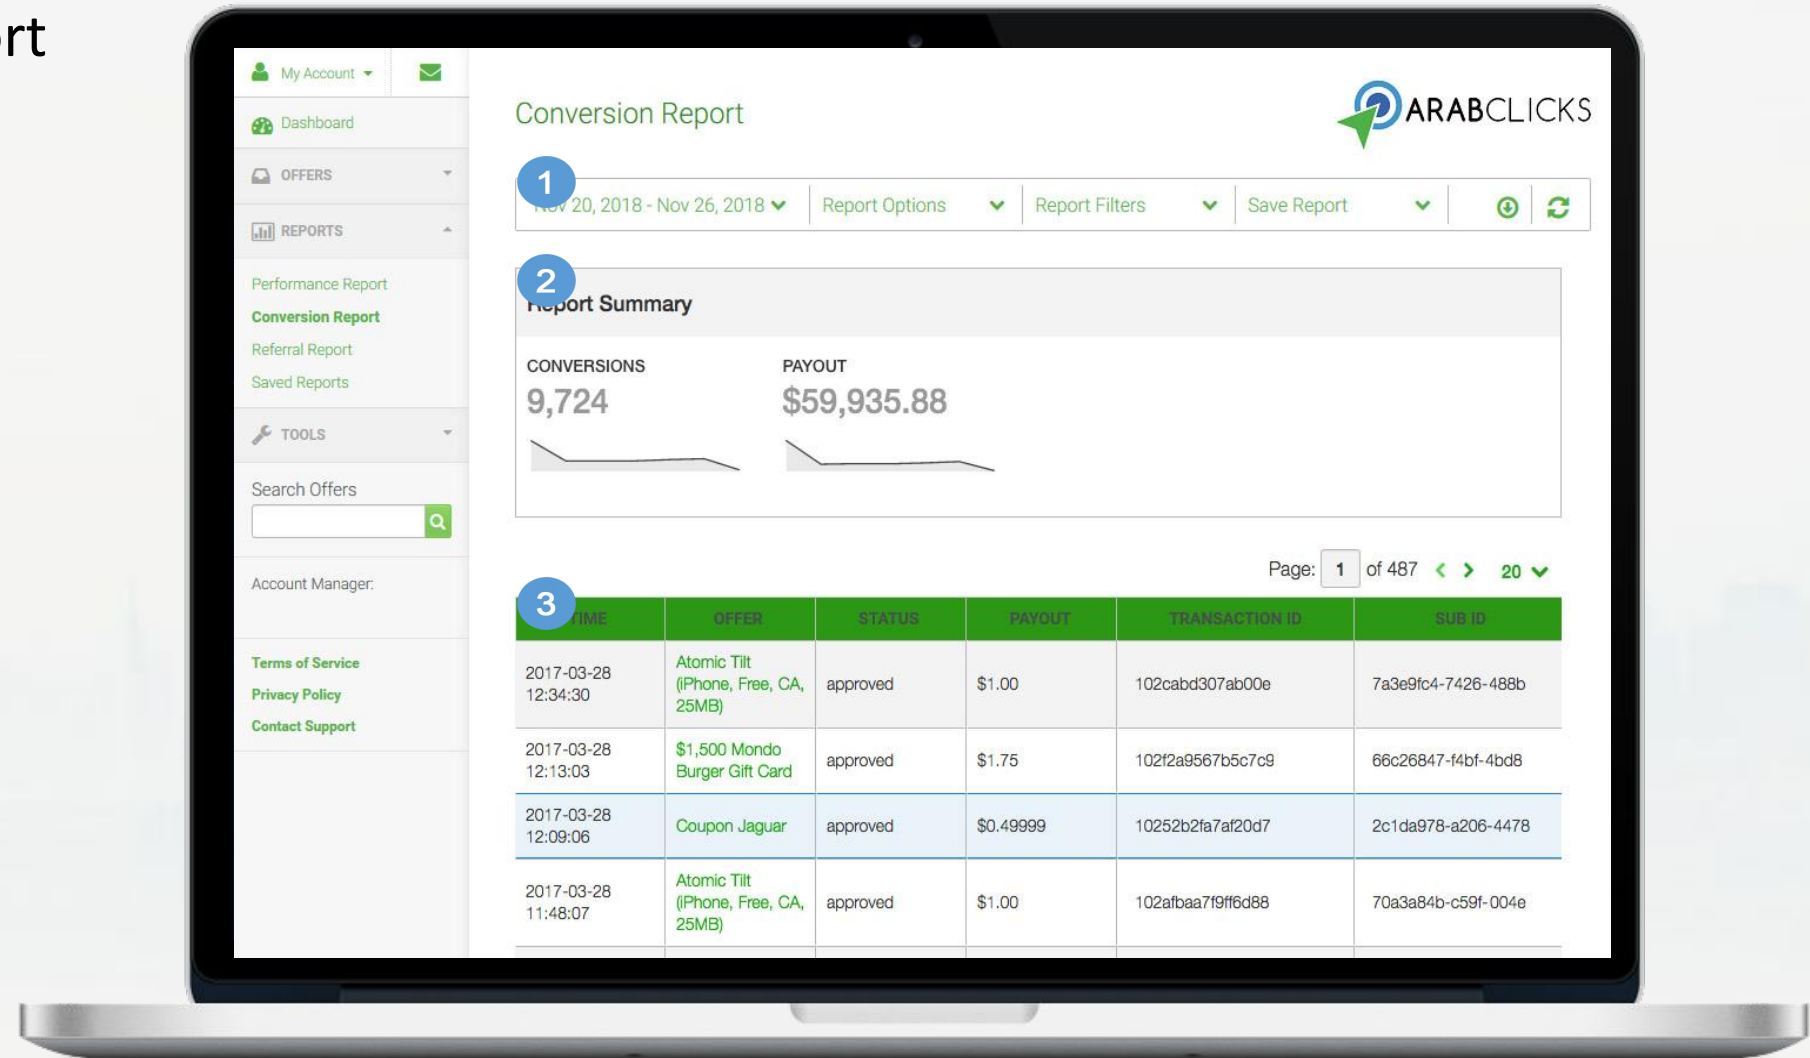 rt
My Account
Dashboard
OFFERS
REPORTS
Performance Report
Conversion Report
Referral Report
Saved Reports
TOOLS
Search Offers
Account Manager:
Terms of Service
Privacy Policy
Contact Support
Conversion Report
ARABCLICKS
1
Nov 20, 2018 - Nov 26, 2018
Report Options
Report Filters
Save Report
2
Report Summary
CONVERSIONS
PAYOUT
9,724
$59,935.88
Page: 1 of 487
20
3
TIME OFFER STATUS PAYOUT TRANSACTION ID SUB ID
2017-03-28
12:34:30
Atomic Tilt
(iPhone, Free, CA,
25MB)
approved
$1.00
102cabd307ab00e
7a3e9fc4-7426-488b
2017-03-28
12:13:03
$1,500 Mondo
Burger Gift Card
approved
$1.75
102f2a9567b5c7c9
66c26847-f4bf-4bd8
2017-03-28
12:09:06
Coupon Jaguar
approved
$0.49999
10252b2fa7af20d7
2c1da978-a206-4478
2017-03-28
11:48:07
Atomic Tilt
(iPhone, Free, CA,
25MB)
approved
$1.00
102afbaa7f9ff6d88
70a3a84b-c59f-004e